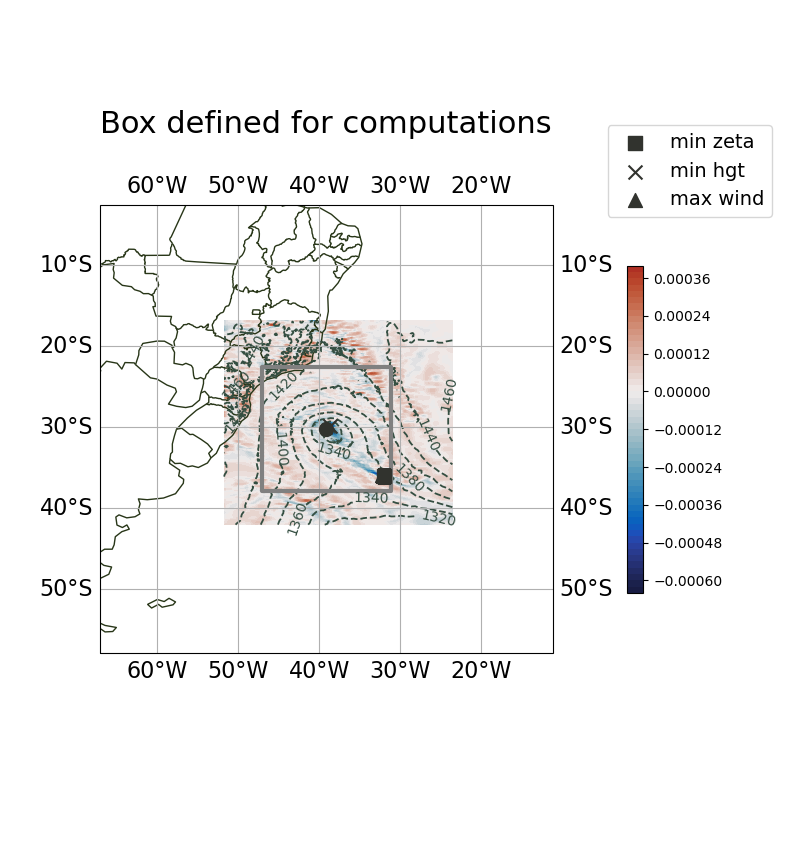 Box defined for computations
min zeta
min hgt
max wind
60°W 50°W 40°W 30°W 20°W
10°S 10°S
20°S 20°S
30°S 30°S
40°S 40°S
50°S 50°S
60°W 50°W 40°W 30°W 20°W
0.00036
0.00024
0.00012
0.00000
−0.00012
−0.00024
−0.00036
−0.00048
−0.00060
1420
1460
1440
1400
1340
1380
1340
1360
1320